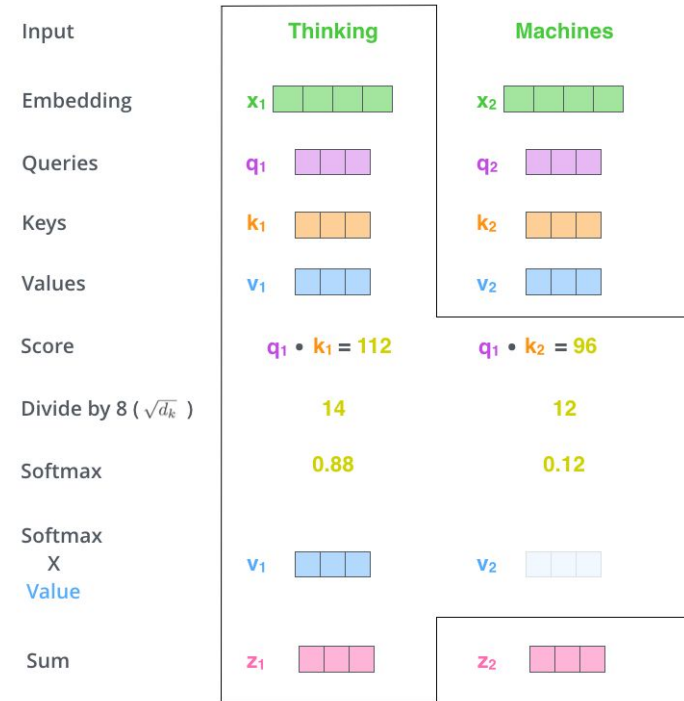 Input Thinking Machines
Embedding x₁ x₂
Queries q₁ q₂
Keys k₁ k₂
Values v₁ v₂
Score q₁ • k₁ = 112 q₁ • k₂ = 96
Divide by 8 ( √dₖ ) 14 12
Softmax 0.88 0.12
Softmax
X
Value
v₁ v₂
Sum z₁ z₂